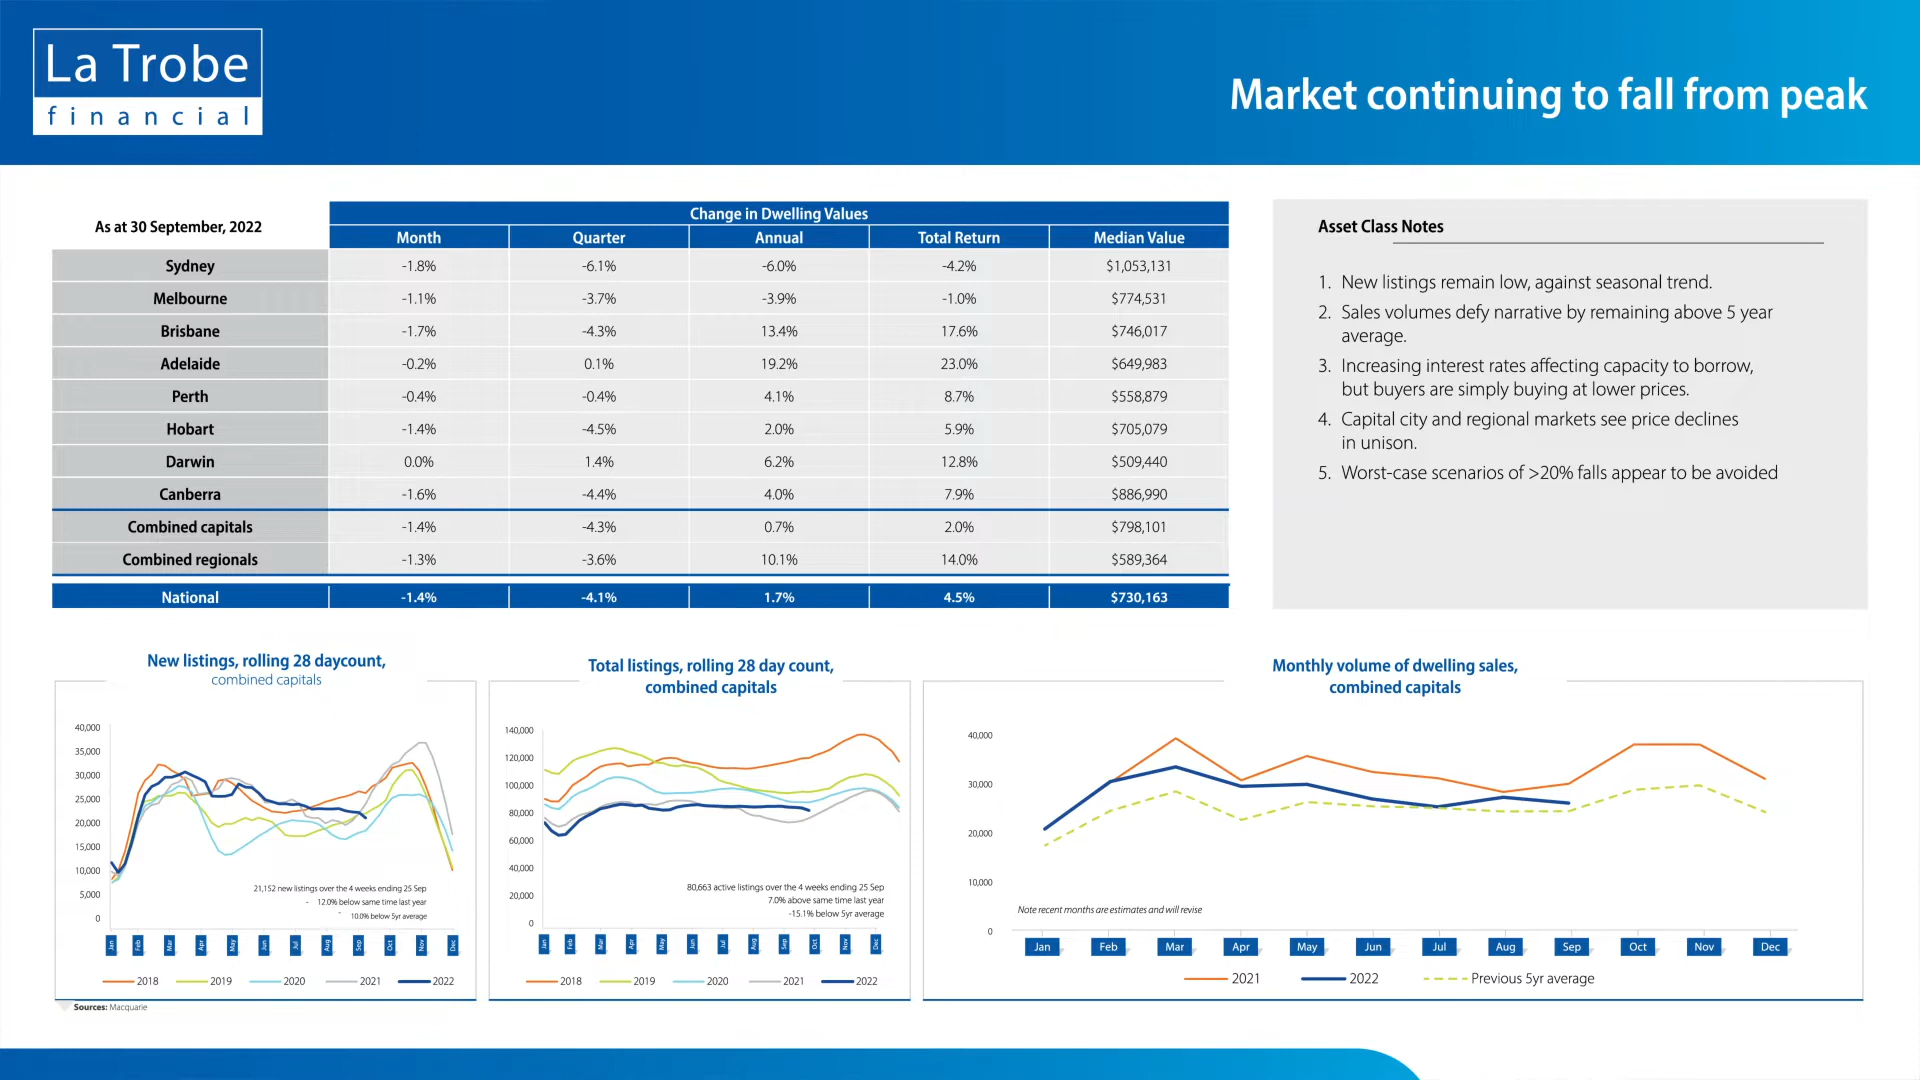 La Trobe
financial
Market continuing to fall from peak
As at 30 September, 2022
Change in Dwelling Values
Month Quarter Annual Total Return Median Value
Sydney -1.8% -6.1% -6.0% -4.2% $1,053,131
Melbourne -1.1% -3.7% -3.9% -1.0% $774,531
Brisbane -1.7% -4.3% 13.4% 17.6% $746,017
Adelaide -0.2% 0.1% 19.2% 23.0% $649,983
Perth -0.4% -0.4% 4.1% 8.7% $558,879
Hobart -1.4% -4.5% 2.0% 5.9% $705,079
Darwin 0.0% 1.4% 6.2% 12.8% $509,440
Canberra -1.6% -4.4% 4.0% 7.9% $886,990
Combined capitals -1.4% -4.3% 0.7% 2.0% $798,101
Combined regionals -1.3% -3.6% 10.1% 14.0% $589,364
National -1.4% -4.1% 1.7% 4.5% $730,163
Asset Class Notes
1. New listings remain low, against seasonal trend.
2. Sales volumes defy narrative by remaining above 5 year
average.
3. Increasing interest rates affecting capacity to borrow,
but buyers are simply buying at lower prices.
4. Capital city and regional markets see price declines
in unison.
5. Worst-case scenarios of >20% falls appear to be avoided
New listings, rolling 28 daycount,
combined capitals
40,000
35,000
30,000
25,000
20,000
15,000
10,000
5,000
0
21,152 new listings over the 4 weeks ending 25 Sep
- 12.0% below same time last year
- 10.0% below 5yr average
Jan Feb Mar Apr May Jun Jul Aug Sep Oct Nov Dec
2018 2019 2020 2021 2022
Sources: Macquarie
Total listings, rolling 28 day count,
combined capitals
140,000
120,000
100,000
80,000
60,000
40,000
20,000
0
80,663 active listings over the 4 weeks ending 25 Sep
7.0% above same time last year
-15.1% below 5yr average
Jan Feb Mar Apr May Jun Jul Aug Sep Oct Nov Dec
2018 2019 2020 2021 2022
Monthly volume of dwelling sales,
combined capitals
40,000
30,000
20,000
10,000
0
Note recent months are estimates and will revise
Jan Feb Mar Apr May Jun Jul Aug Sep Oct Nov Dec
2021 2022 Previous 5yr average